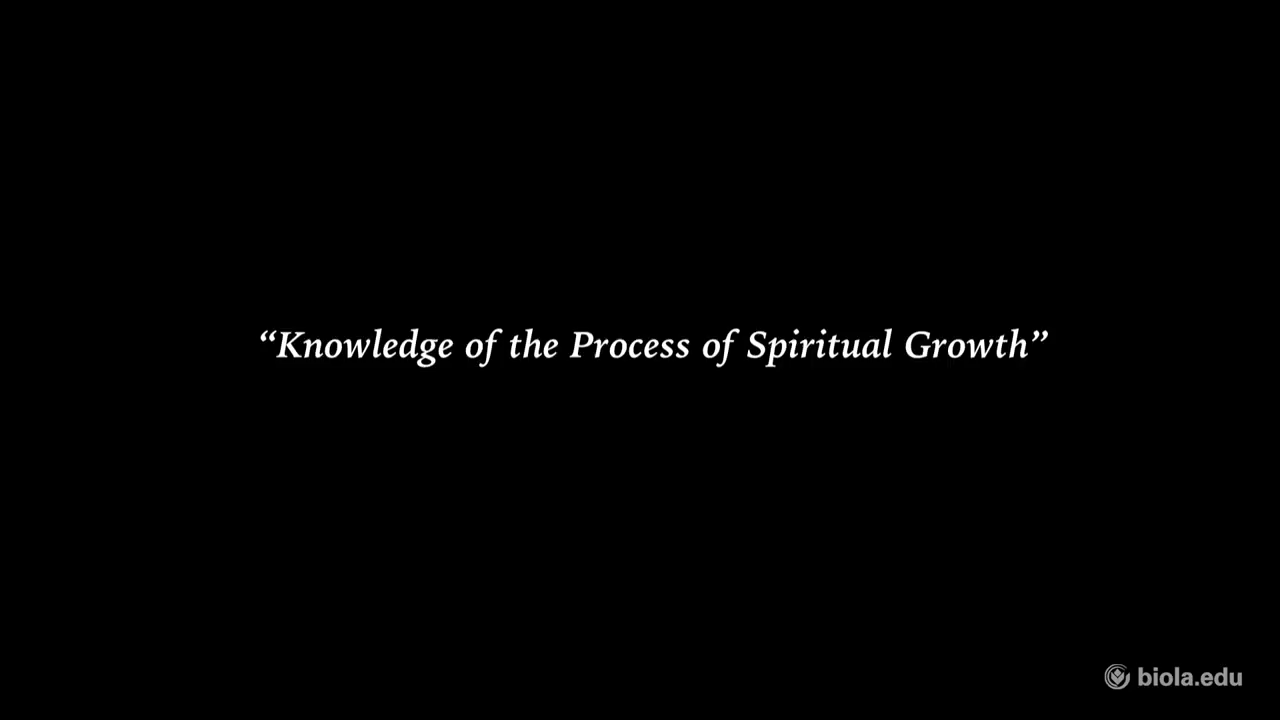 “Knowledge of the Process of Spiritual Growth”
biola.edu